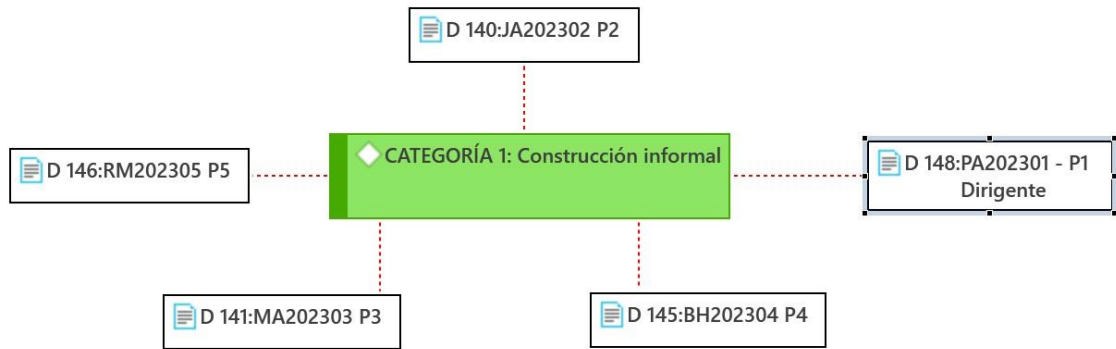 D 140:JA202302 P2
CATEGORÍA 1: Construcción informal
D 146:RM202305 P5
D 148:PA202301 - P1
Dirigente
D 141:MA202303 P3
D 145:BH202304 P4